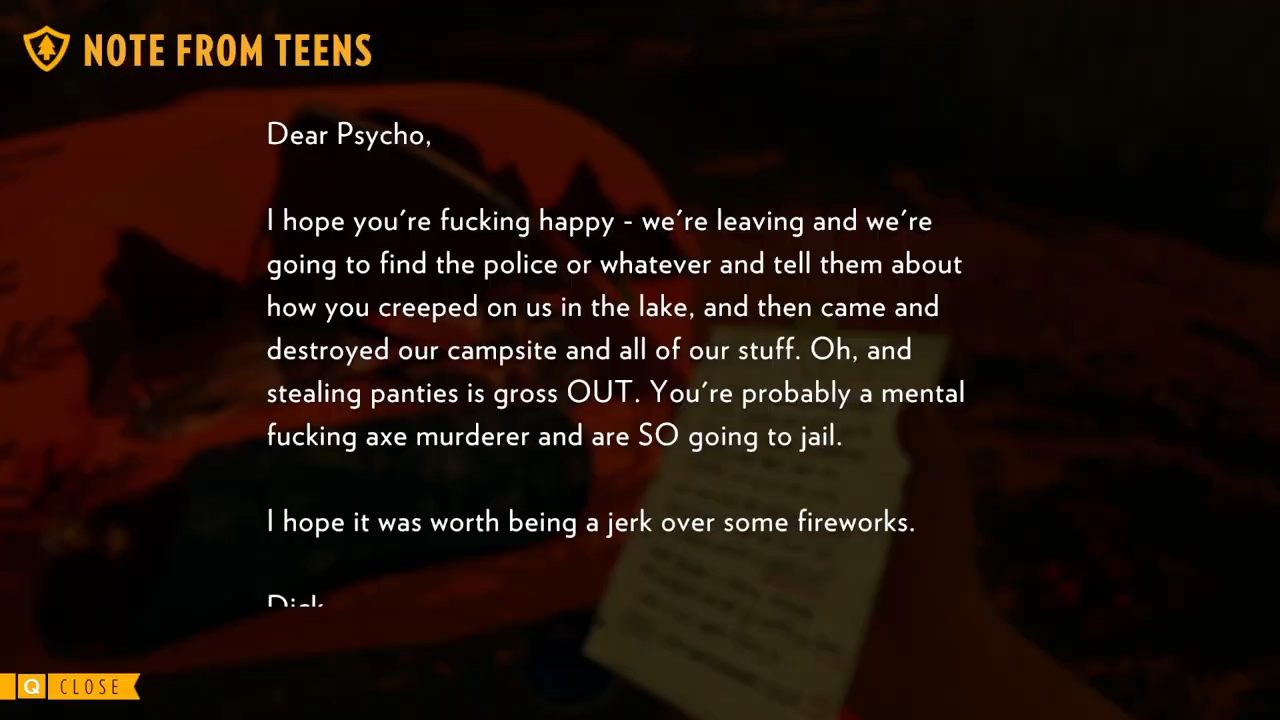 NOTE FROM TEENS
Dear Psycho,
I hope you're fucking happy - we're leaving and we're
going to find the police or whatever and tell them about
how you creeped on us in the lake, and then came and
destroyed our campsite and all of our stuff. Oh, and
stealing panties is gross OUT. You're probably a mental
fucking axe murderer and are SO going to jail.
I hope it was worth being a jerk over some fireworks.
Dick
Q CLOSE